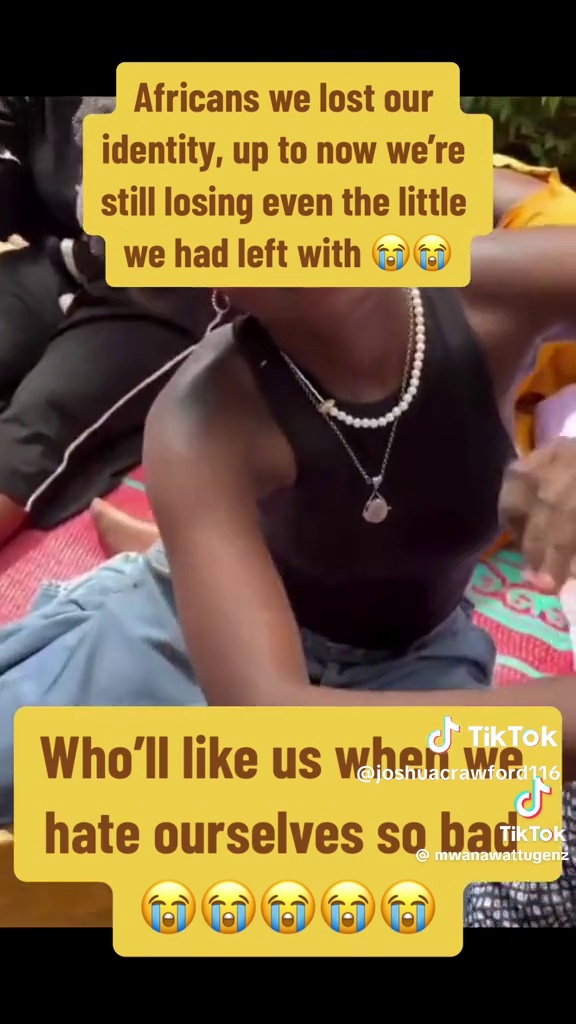 Africans we lost our
identity, up to now we're
still losing even the little
we had left with 😭😭
Who'll like us when we
hate ourselves so bad
😭😭😭😭😭
TikTok
@joshuacrawford116
TikTok
@mwanawattugenz